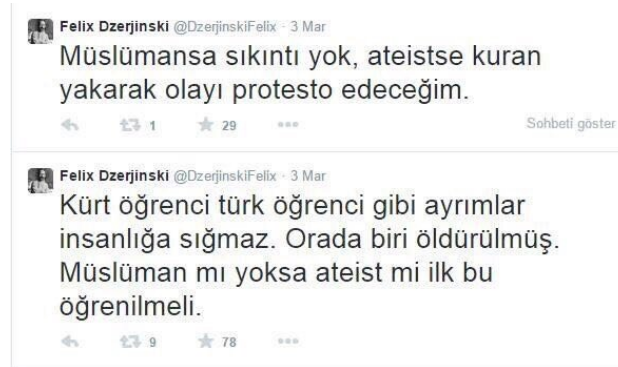 Felix Dzerjinski @DzerjinskiFelix · 3 Mar
Müslümansa sıkıntı yok, ateistse kuran
yakarak olayı protesto edeceğim.
1 29 Sohbeti göster
Felix Dzerjinski @DzerjinskiFelix · 3 Mar
Kürt öğrenci türk öğrenci gibi ayrımlar
insanlığa sığmaz. Orada biri öldürülmüş.
Müslüman mı yoksa ateist mi ilk bu
öğrenilmeli.
9 78